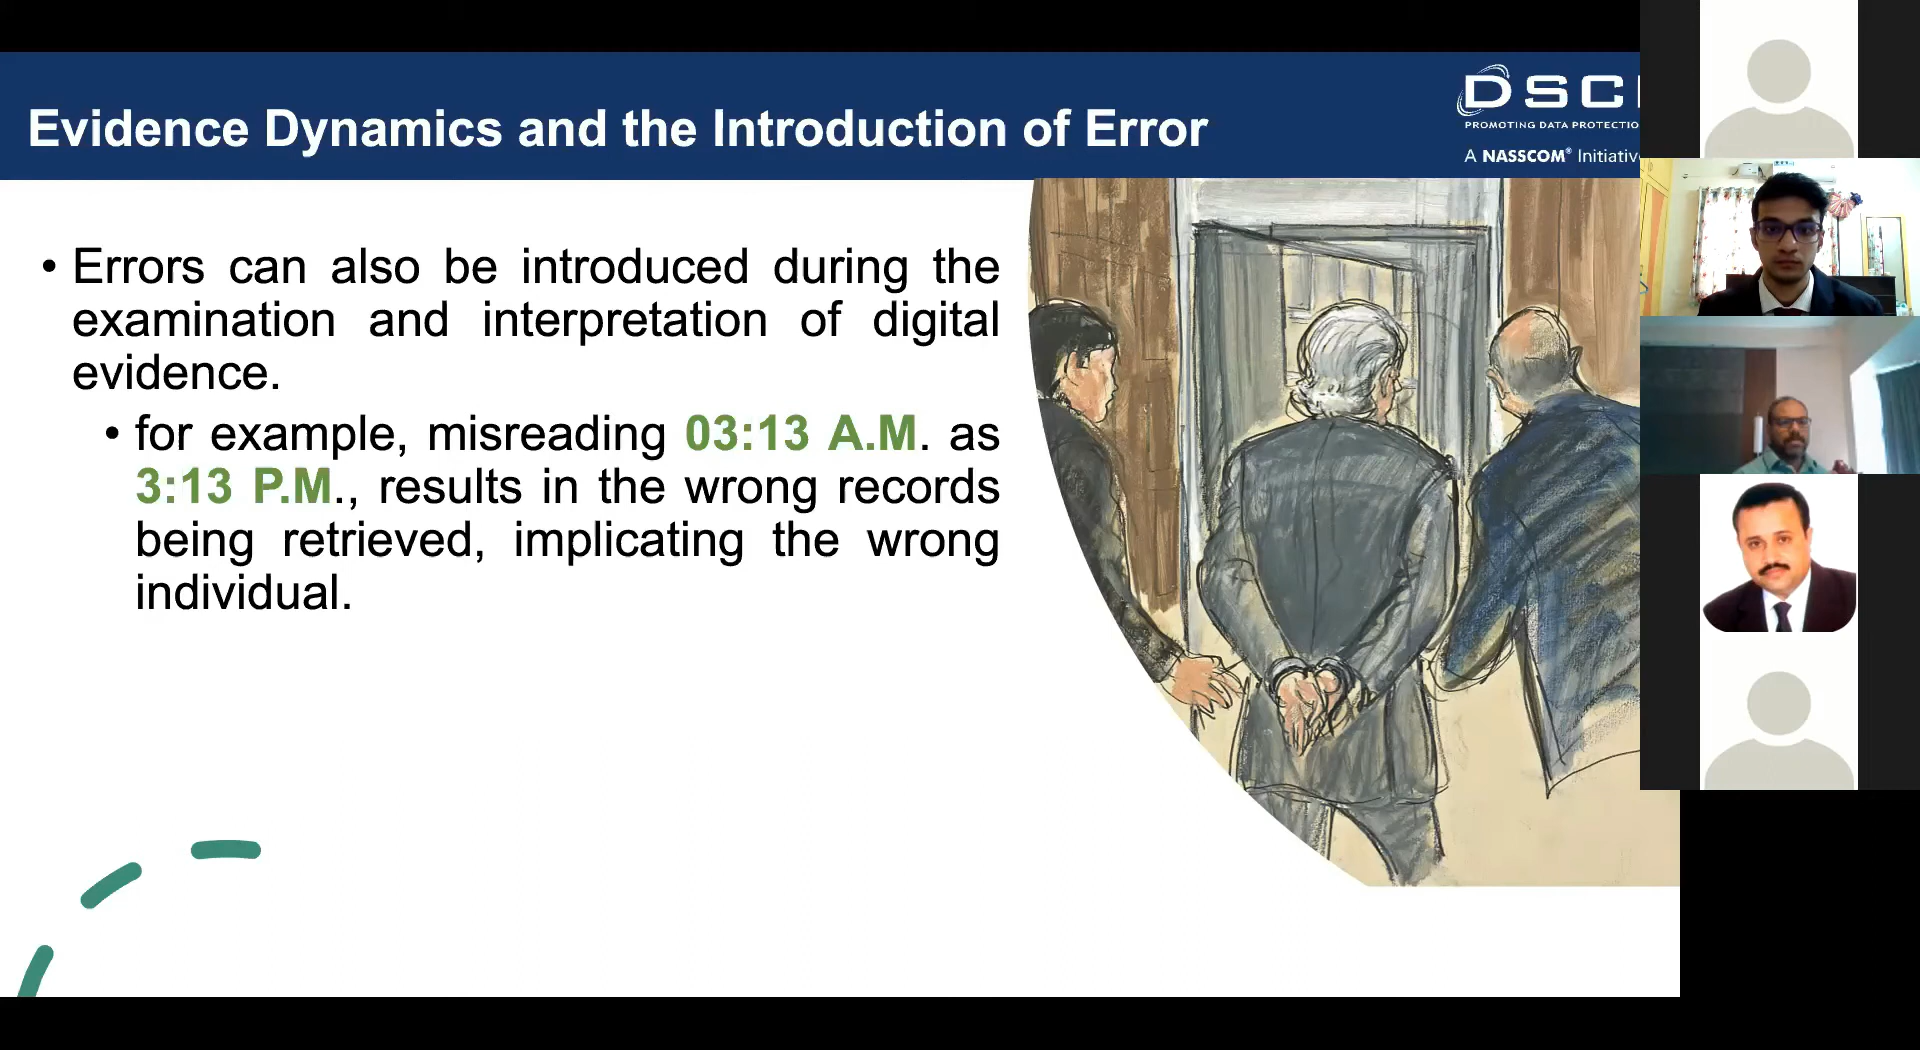 Evidence Dynamics and the Introduction of Error
DSCI
PROMOTING DATA PROTECTIO
A NASSCOM® Initiativ
• Errors can also be introduced during the
examination and interpretation of digital
evidence.
• for example, misreading 03:13 A.M. as
3:13 P.M., results in the wrong records
being retrieved, implicating the wrong
individual.